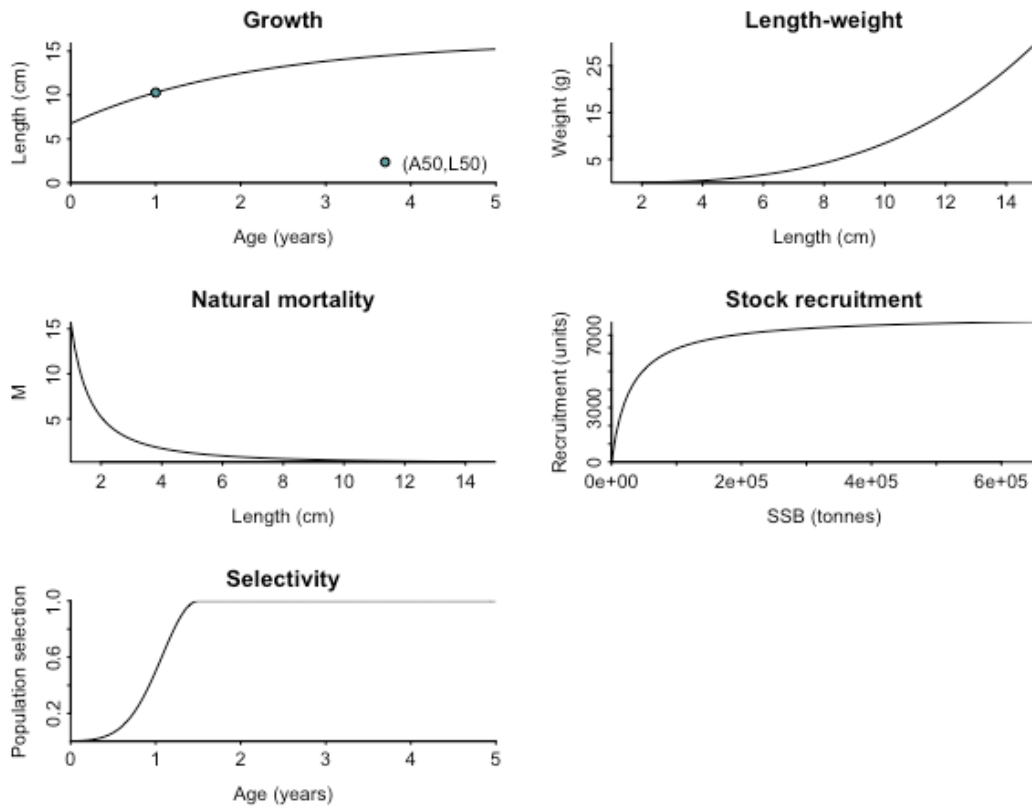 Growth
Length (cm)
15
10
5
0
0 1 2 3 4 5
(A50,L50)
Age (years)
Length-weight
Weight (g)
25
15
5
2 4 6 8 10 12 14
Length (cm)
Natural mortality
M
15
10
5
2 4 6 8 10 12 14
Length (cm)
Stock recruitment
Recruitment (units)
7000
3000
0
0e+00 2e+05 4e+05 6e+05
SSB (tonnes)
Selectivity
Population selection
1.0
0.6
0.2
0 1 2 3 4 5
Age (years)